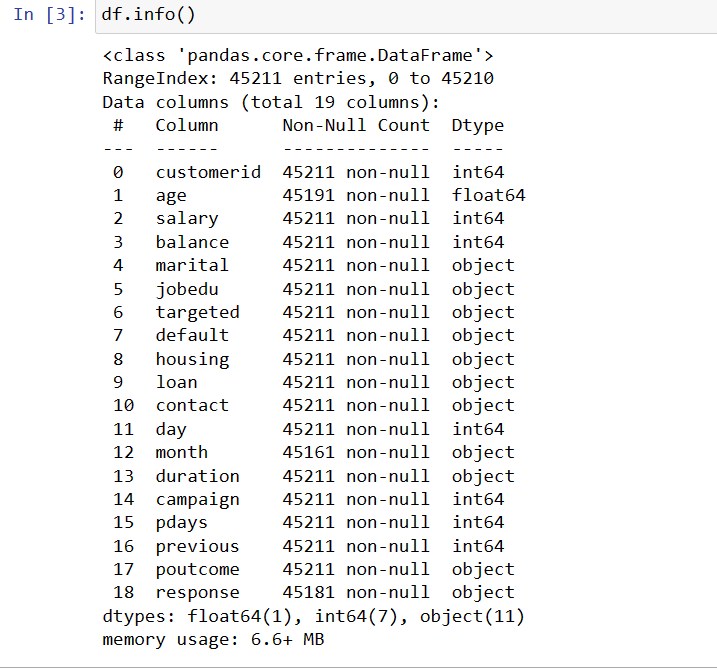 In [3]: df.info()
<class 'pandas.core.frame.DataFrame'>
RangeIndex: 45211 entries, 0 to 45210
Data columns (total 19 columns):
 #   Column      Non-Null Count  Dtype
---  ------      --------------  -----
 0   customerid  45211 non-null  int64
 1   age         45191 non-null  float64
 2   salary      45211 non-null  int64
 3   balance     45211 non-null  int64
 4   marital     45211 non-null  object
 5   jobedu      45211 non-null  object
 6   targeted    45211 non-null  object
 7   default     45211 non-null  object
 8   housing     45211 non-null  object
 9   loan        45211 non-null  object
 10  contact     45211 non-null  object
 11  day         45211 non-null  int64
 12  month       45161 non-null  object
 13  duration    45211 non-null  object
 14  campaign    45211 non-null  int64
 15  pdays       45211 non-null  int64
 16  previous    45211 non-null  int64
 17  poutcome    45211 non-null  object
 18  response    45181 non-null  object
dtypes: float64(1), int64(7), object(11)
memory usage: 6.6+ MB